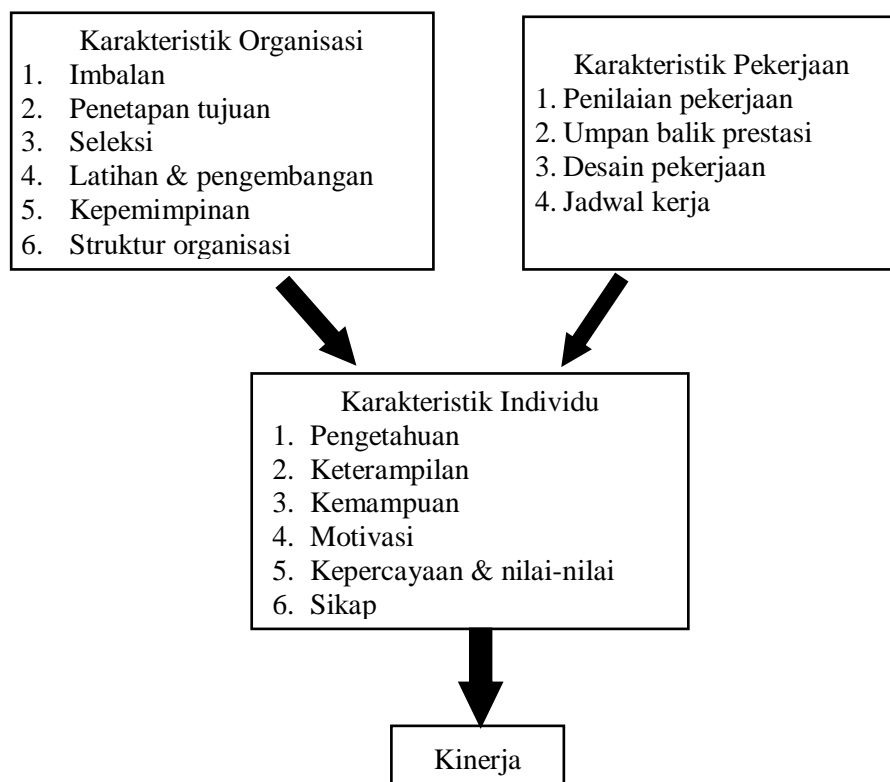 Karakteristik Organisasi
1. Imbalan
2. Penetapan tujuan
3. Seleksi
4. Latihan & pengembangan
5. Kepemimpinan
6. Struktur organisasi
Karakteristik Pekerjaan
1. Penilaian pekerjaan
2. Umpan balik prestasi
3. Desain pekerjaan
4. Jadwal kerja
Karakteristik Individu
1. Pengetahuan
2. Keterampilan
3. Kemampuan
4. Motivasi
5. Kepercayaan & nilai-nilai
6. Sikap
Kinerja